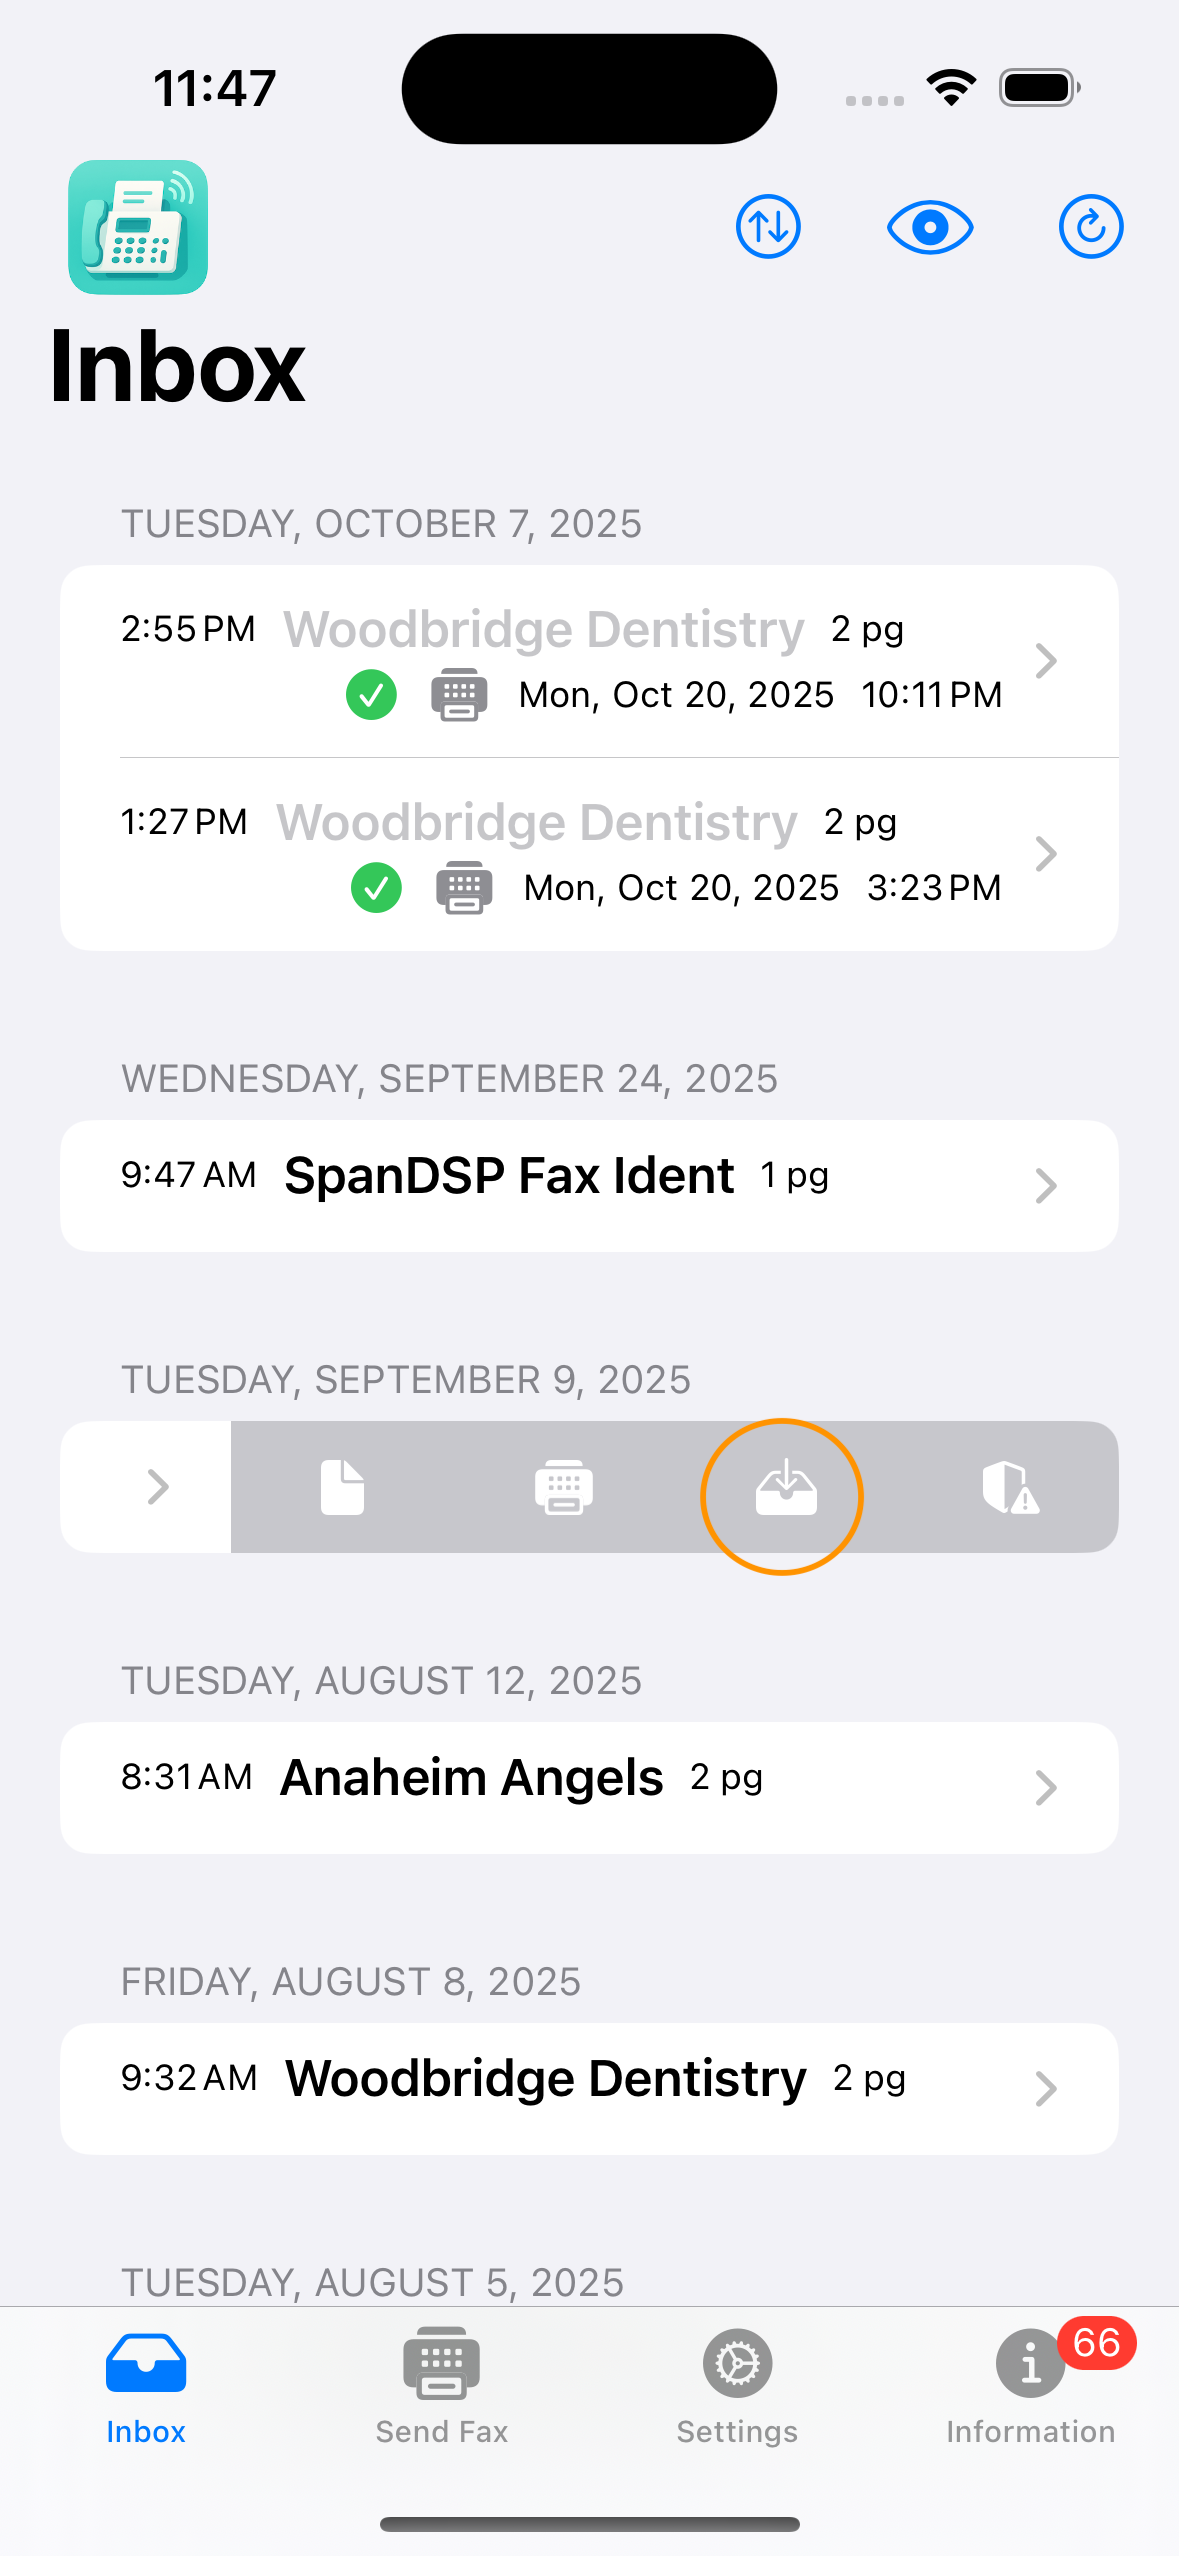 11:47
Inbox
TUESDAY, OCTOBER 7, 2025
2:55 PM Woodbridge Dentistry 2 pg
Mon, Oct 20, 2025 10:11 PM
1:27 PM Woodbridge Dentistry 2 pg
Mon, Oct 20, 2025 3:23 PM
WEDNESDAY, SEPTEMBER 24, 2025
9:47 AM SpanDSP Fax Ident 1 pg
TUESDAY, SEPTEMBER 9, 2025
TUESDAY, AUGUST 12, 2025
8:31 AM Anaheim Angels 2 pg
FRIDAY, AUGUST 8, 2025
9:32 AM Woodbridge Dentistry 2 pg
TUESDAY, AUGUST 5, 2025
66
Inbox Send Fax Settings Information